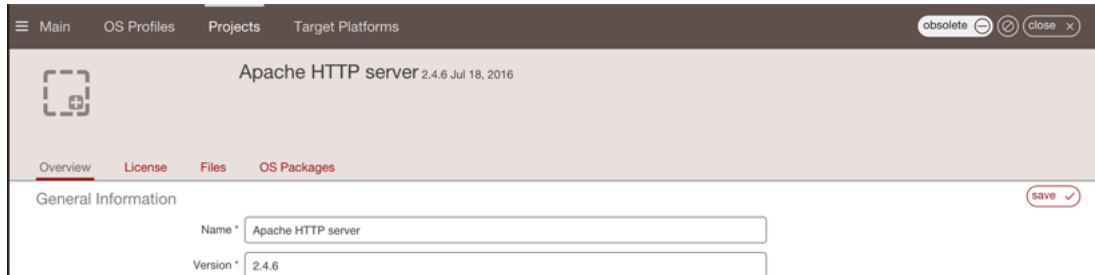 Main OS Profiles Projects Target Platforms obsolete close x
Apache HTTP server 2.4.6 Jul 18, 2016
Overview License Files OS Packages
General Information save
Name * Apache HTTP server
Version * 2.4.6